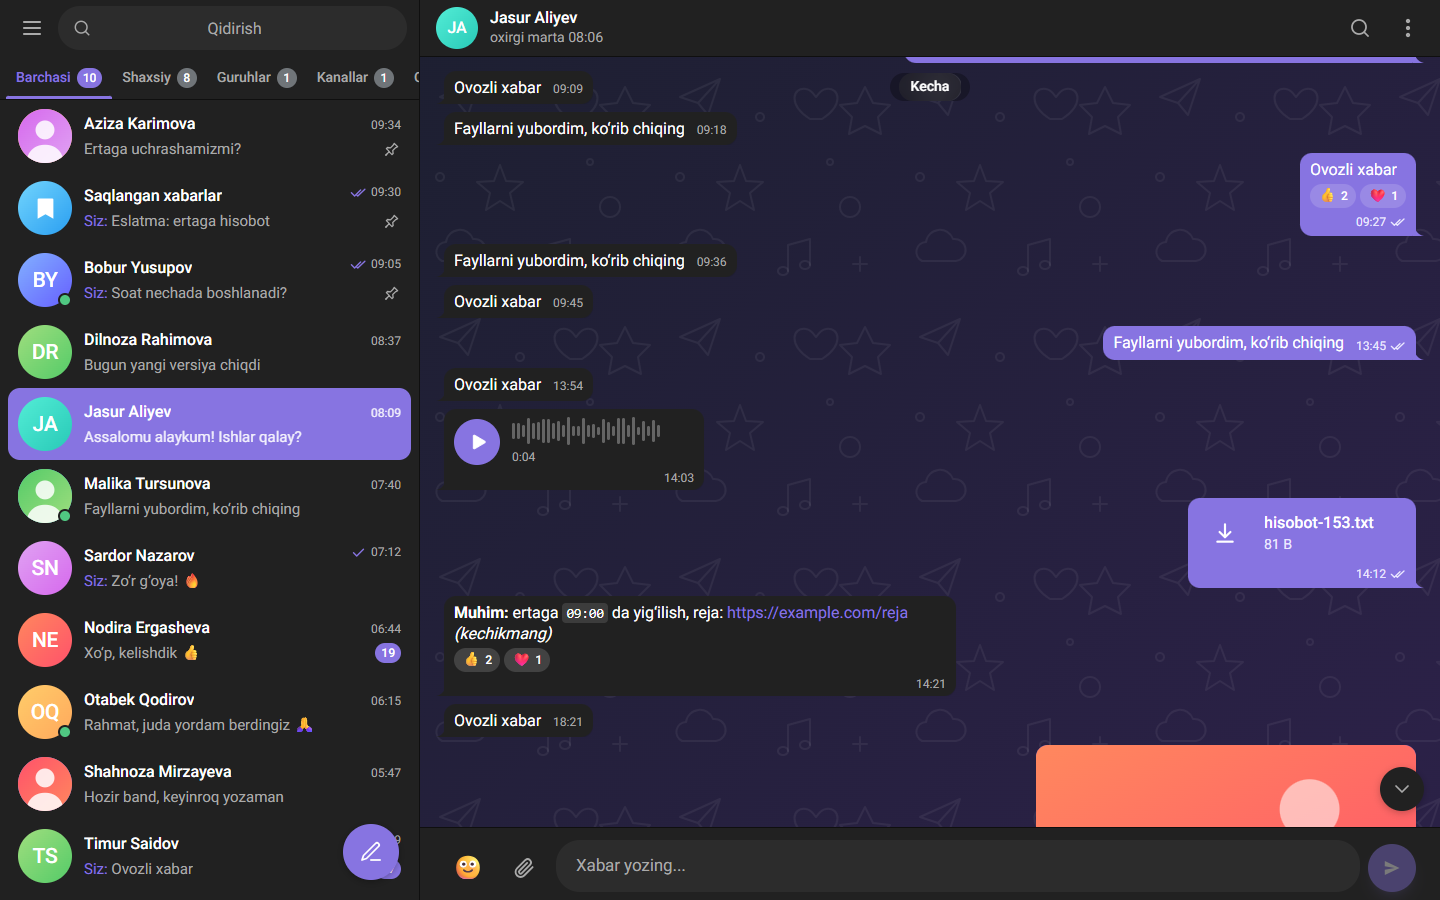 Qidirish
Barchasi 10
Shaxsiy 8
Guruhlar 1
Kanallar 1
Aziza Karimova 09:34
Ertaga uchrashamizmi?
Saqlangan xabarlar 09:30
Siz: Eslatma: ertaga hisobot
BY
Bobur Yusupov 09:05
Siz: Soat nechada boshlanadi?
DR
Dilnoza Rahimova 08:37
Bugun yangi versiya chiqdi
JA
Jasur Aliyev 08:09
Assalomu alaykum! Ishlar qalay?
Malika Tursunova 07:40
Fayllarni yubordim, ko‘rib chiqing
SN
Sardor Nazarov 07:12
Siz: Zo‘r g‘oya! 🔥
NE
Nodira Ergasheva 06:44
Xo‘p, kelishdik 👍 19
OQ
Otabek Qodirov 06:15
Rahmat, juda yordam berdingiz 🙏
Shahnoza Mirzayeva 05:47
Hozir band, keyinroq yozaman
TS
Timur Saidov
Siz: Ovozli xabar
JA
Jasur Aliyev
oxirgi marta 08:06
Kecha
Ovozli xabar 09:09
Fayllarni yubordim, ko‘rib chiqing 09:18
Ovozli xabar
👍 2 ❤️ 1
09:27
Fayllarni yubordim, ko‘rib chiqing 09:36
Ovozli xabar 09:45
Fayllarni yubordim, ko‘rib chiqing 13:45
Ovozli xabar 13:54
0:04
14:03
hisobot-153.txt
81 B
14:12
Muhim: ertaga 09:00 da yig‘ilish, reja: https://example.com/reja
(kechikmang)
👍 2 ❤️ 1
14:21
Ovozli xabar 18:21
Xabar yozing...